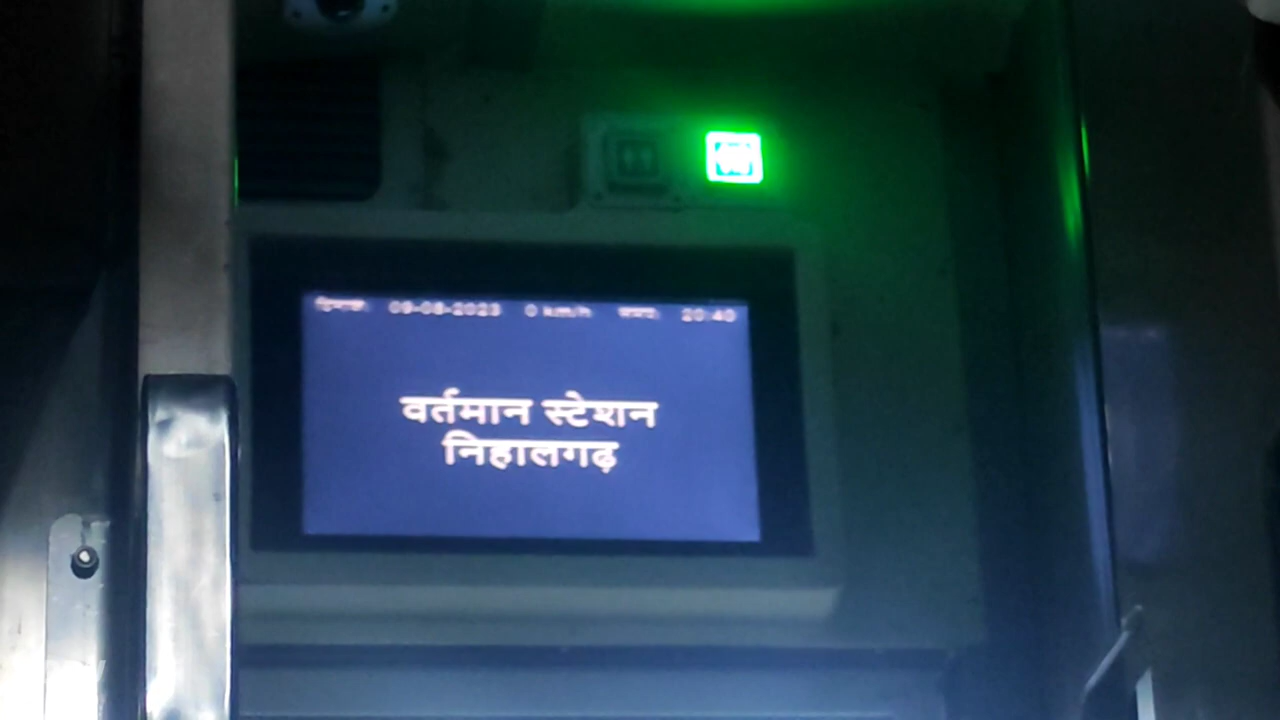 दिनांक 09-08-2023 0 km/h समय 20:40
वर्तमान स्टेशन
निहालगढ़